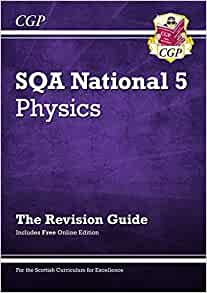 CGP
CGP
SQA National 5
Physics
The Revision Guide
Includes Free Online Edition
For the Scottish Curriculum for Excellence